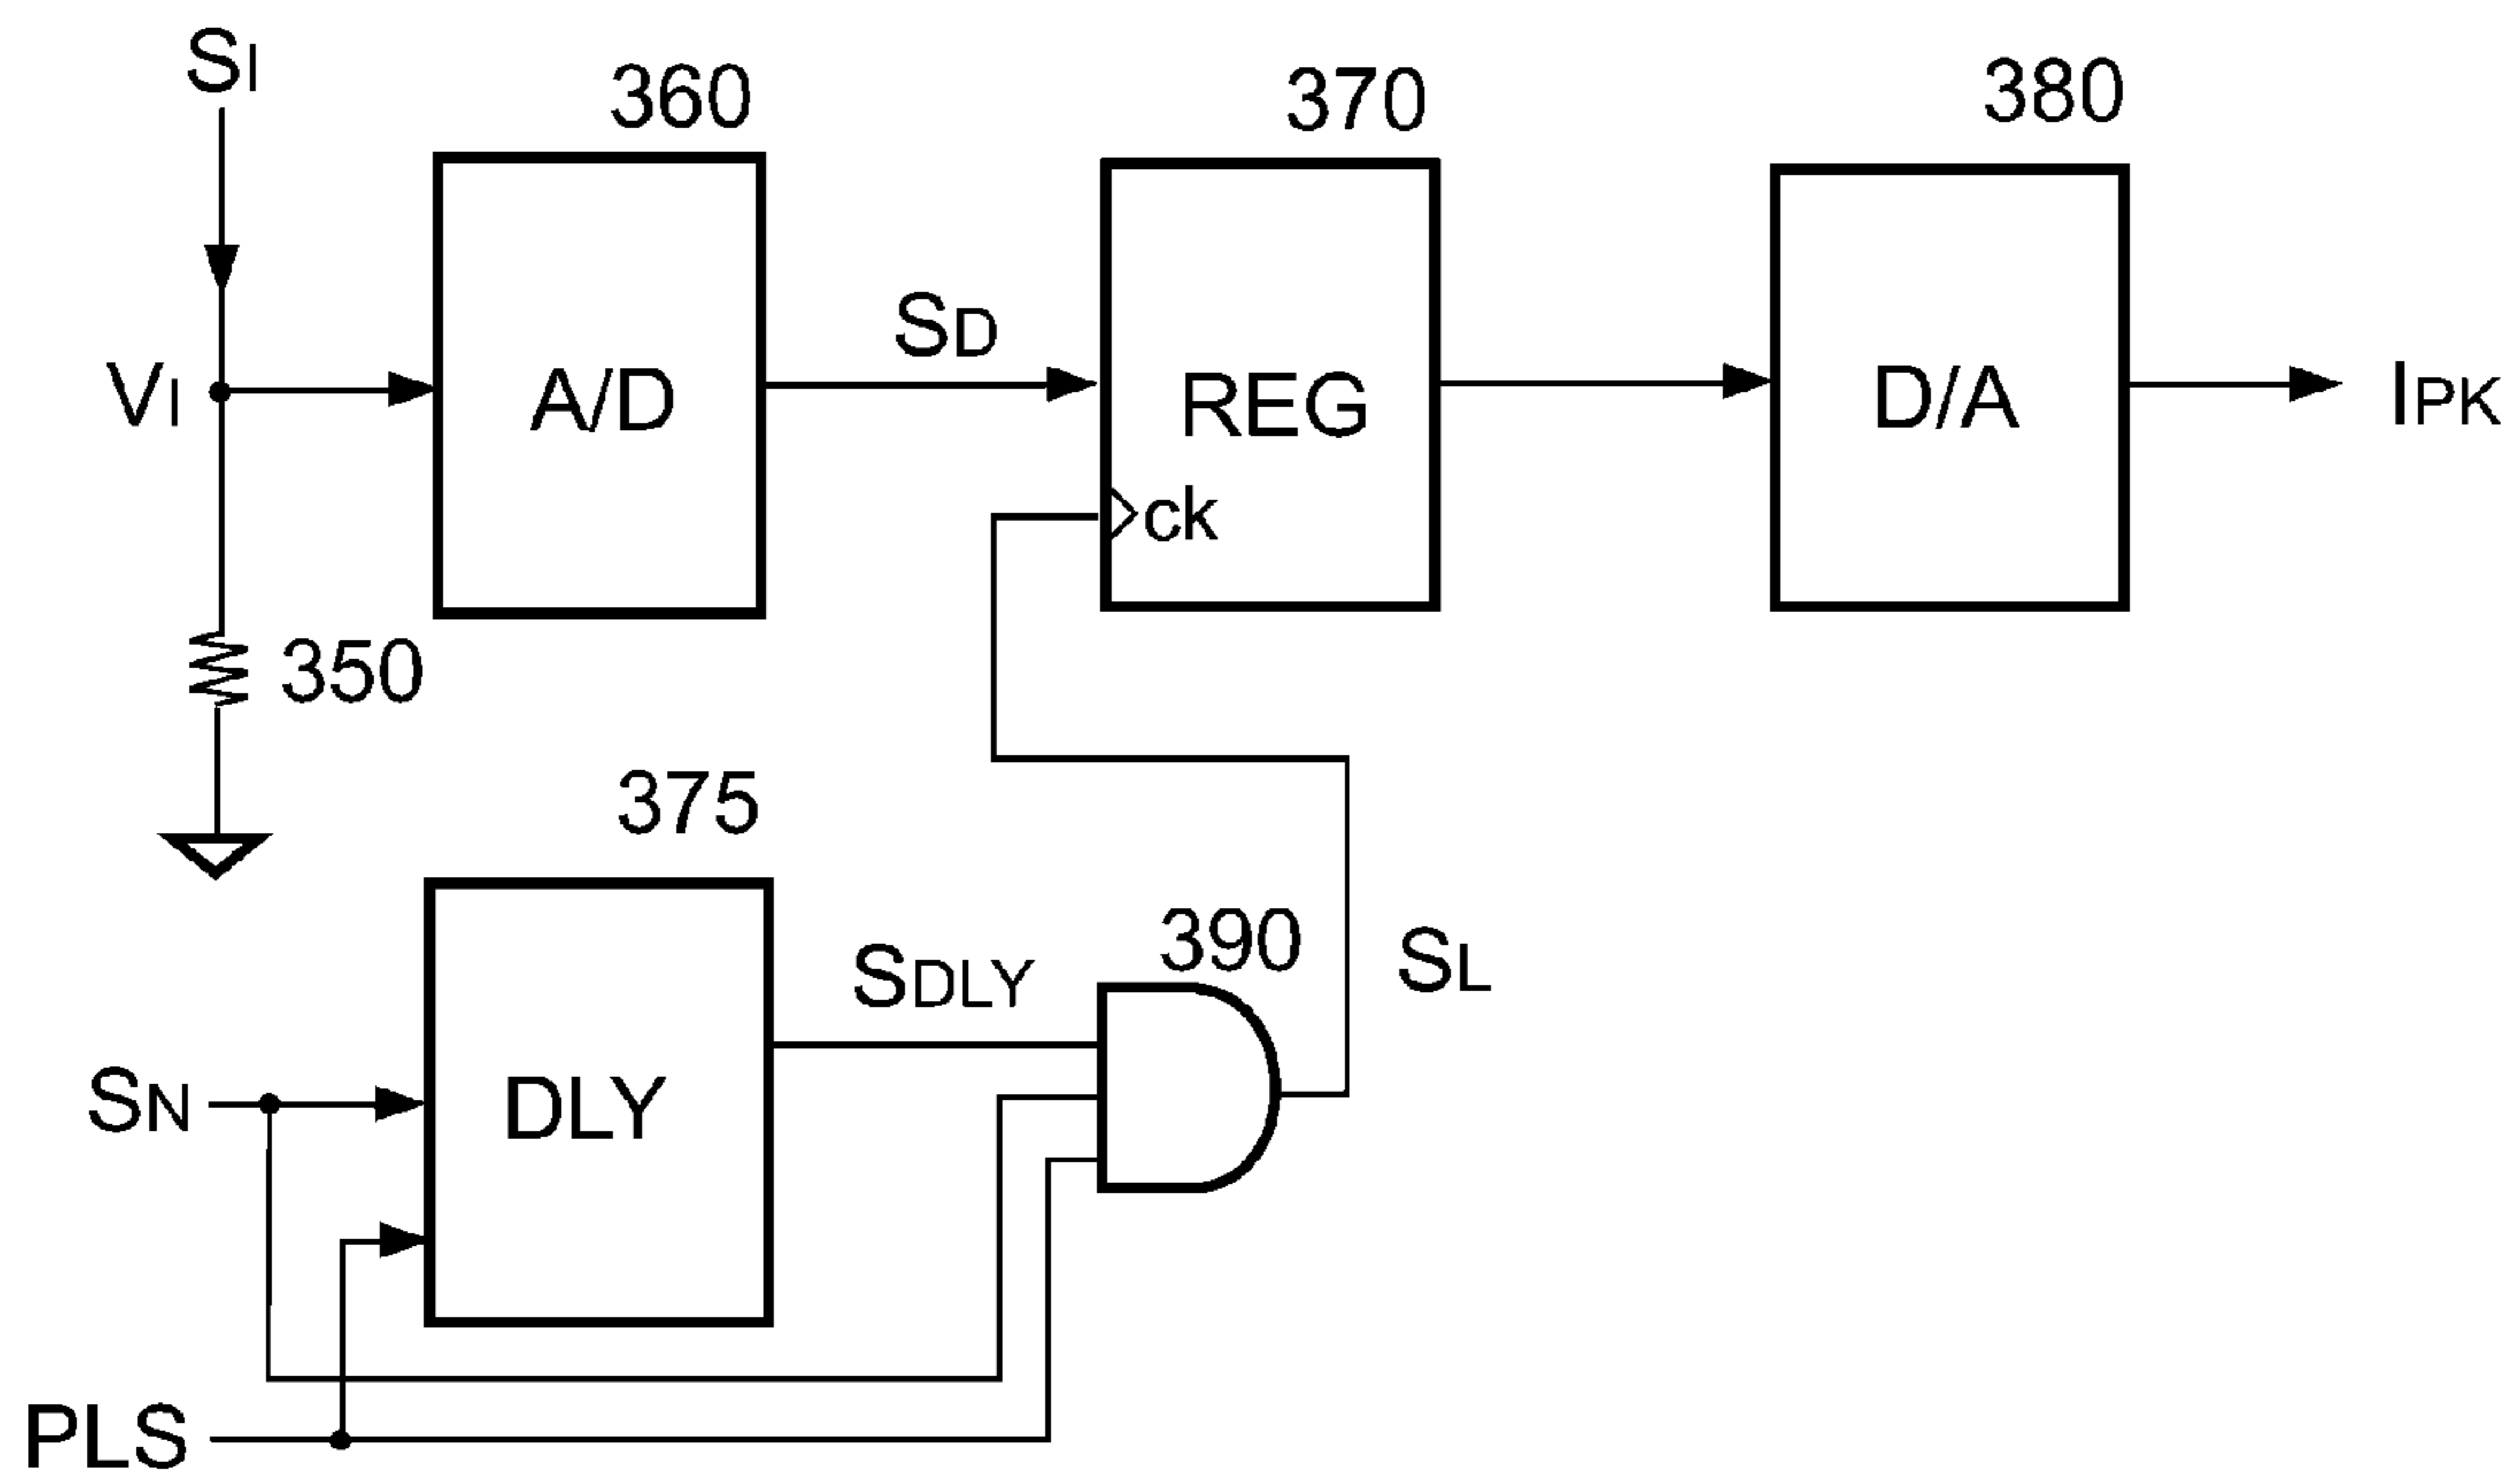 SI
360
370
380
VI
A/D
SD
REG
D/A
IPK
ck
350
375
390
SDLY
SL
SN
DLY
PLS